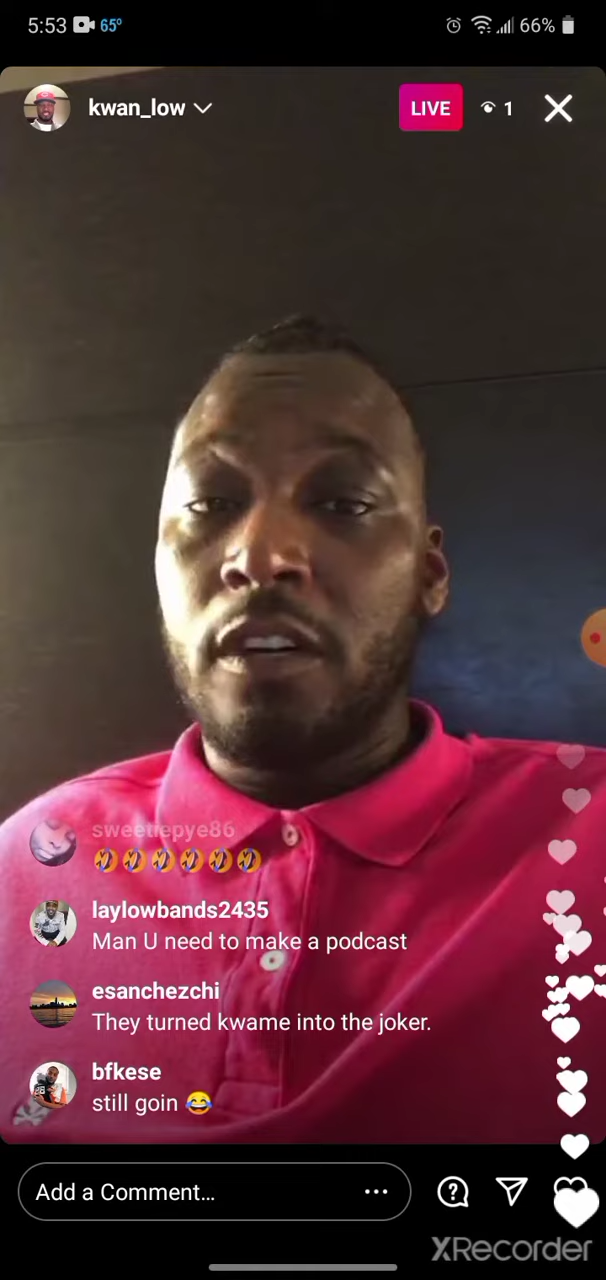 5:53 65° 66%
kwan_low LIVE 1
sweetiepye86
🤣🤣🤣🤣🤣🤣
laylowbands2435
Man U need to make a podcast
esanchezchi
They turned kwame into the joker.
bfkese
still goin 😂
Add a Comment...
XRecorder